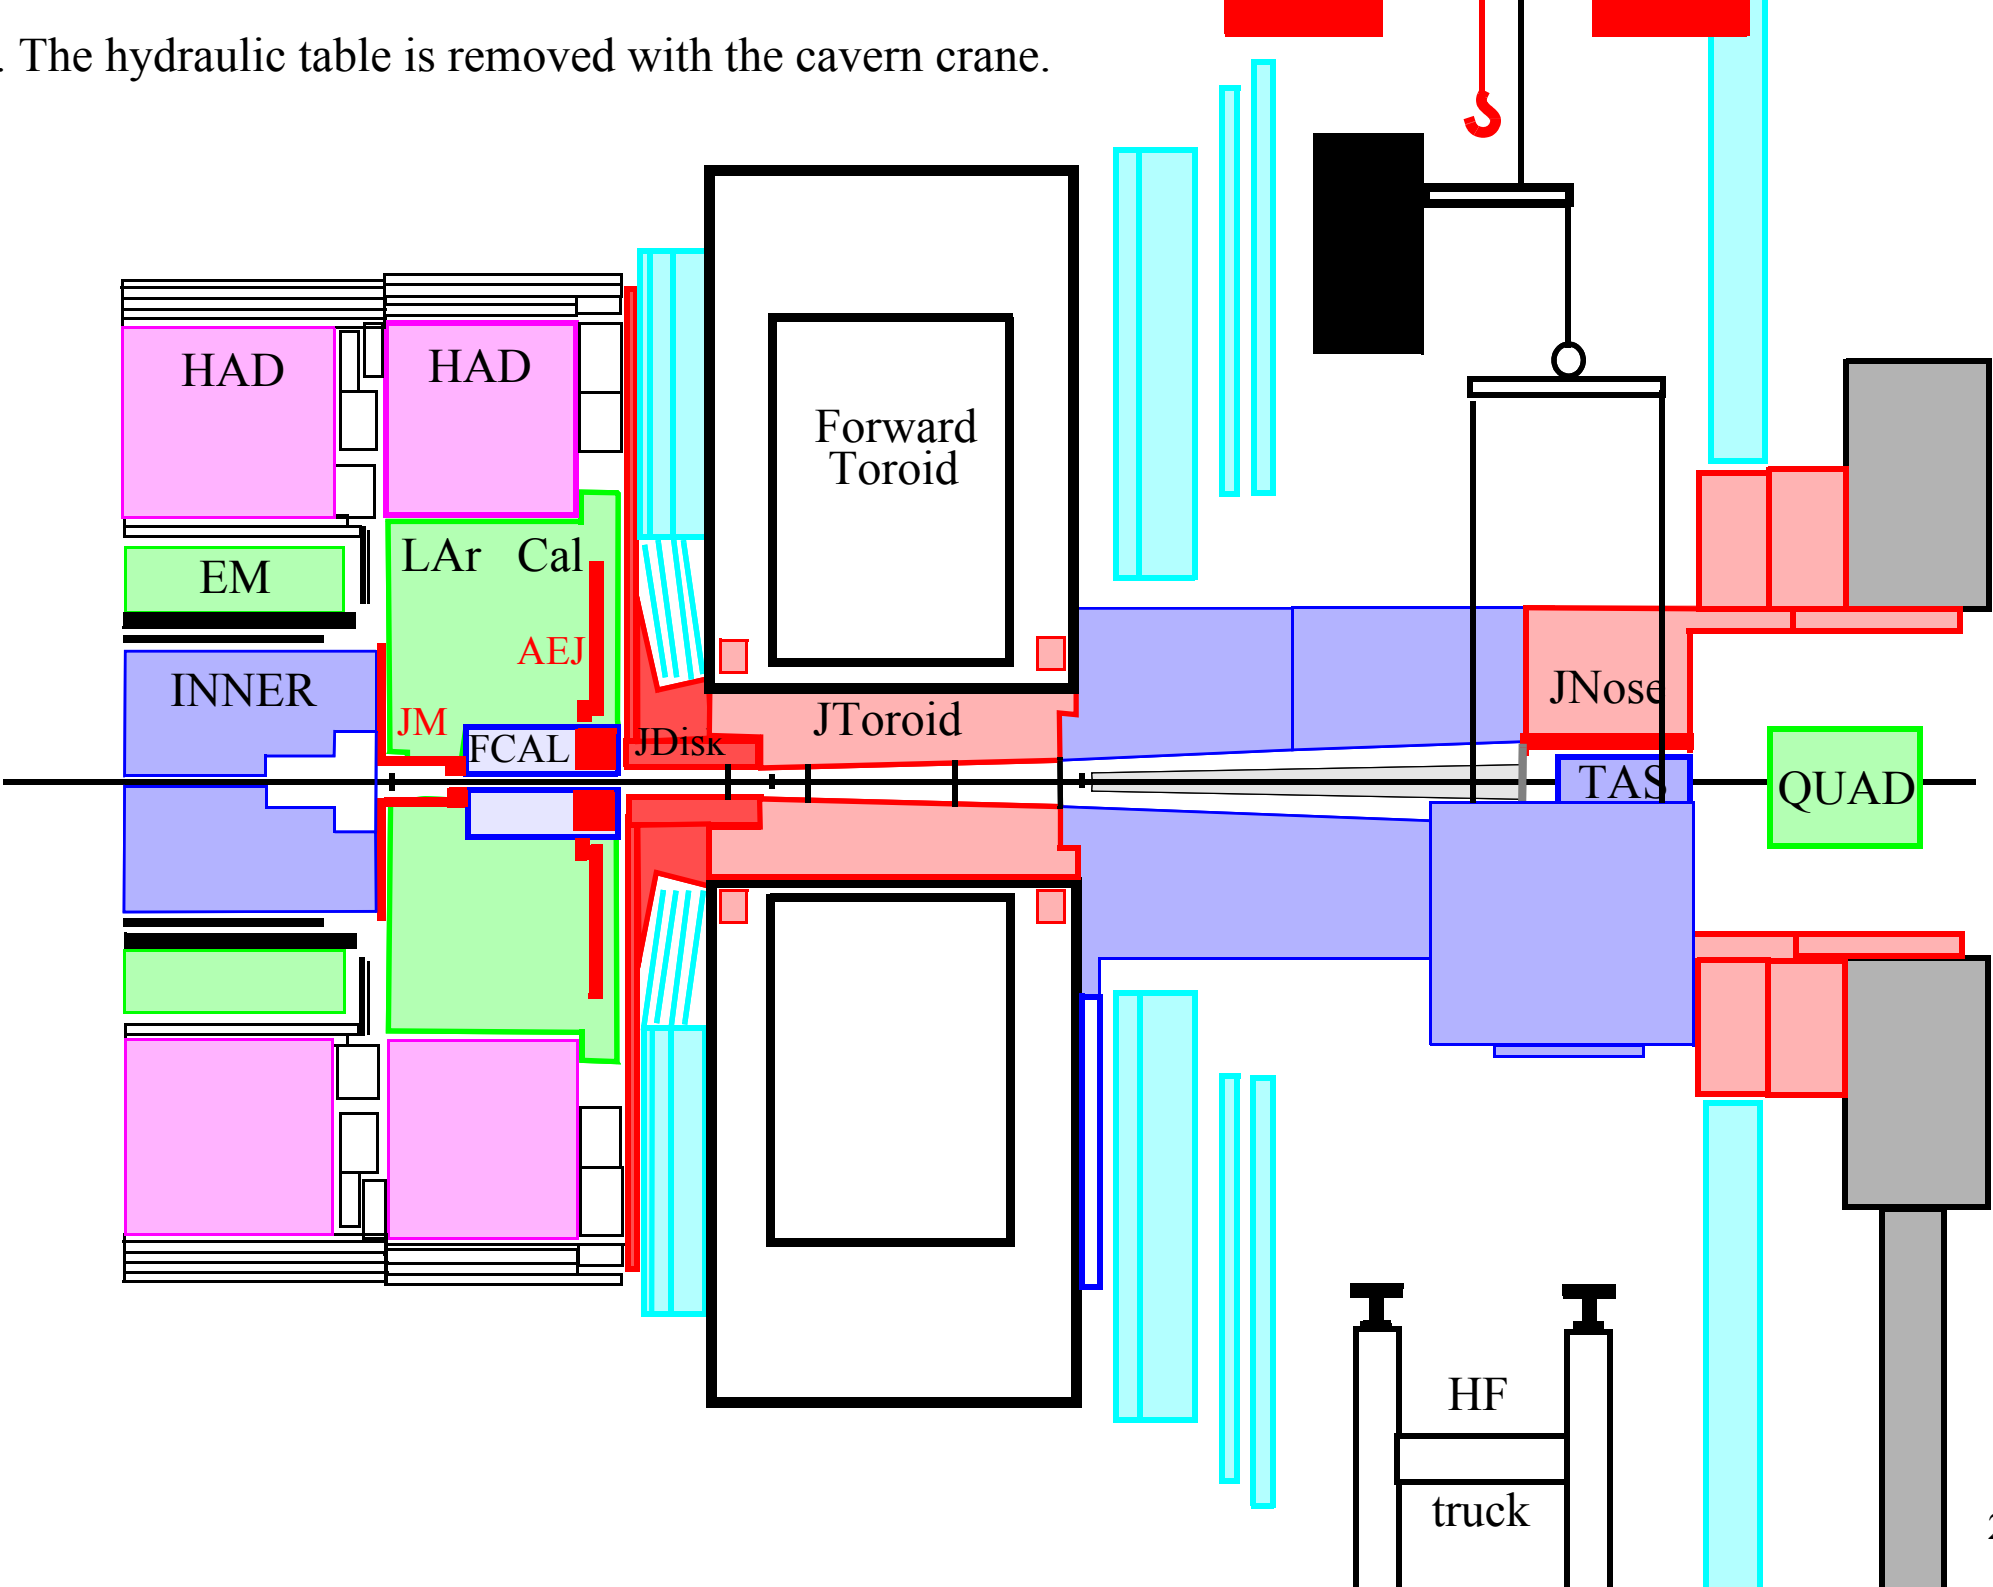 . The hydraulic table is removed with the cavern crane.
HAD
HAD
Forward
Toroid
LAr Cal
EM
AEJ
INNER
JNose
JM
JToroid
FCAL
JDisk
TAS
QUAD
HF
truck